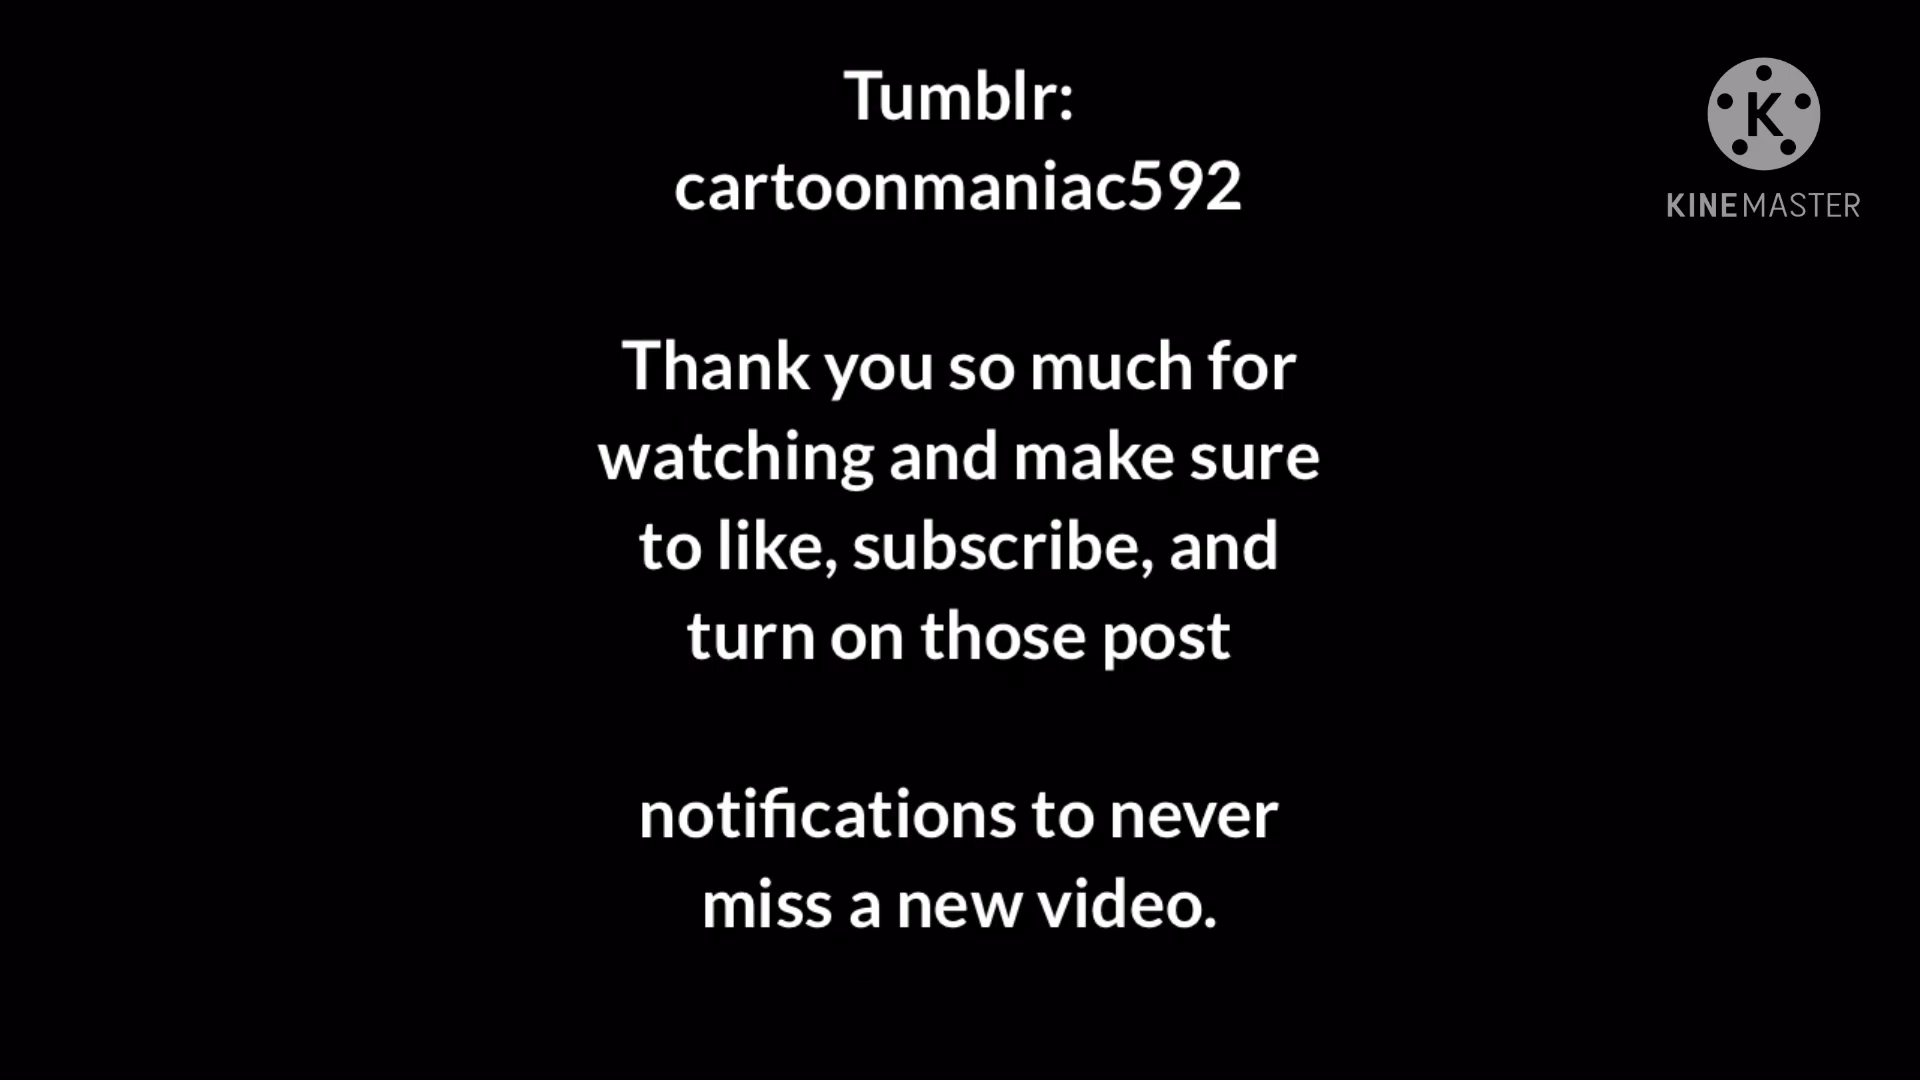 Tumblr:
cartoonmaniac592
Thank you so much for
watching and make sure
to like, subscribe, and
turn on those post
notifications to never
miss a new video.
K
KINEMASTER